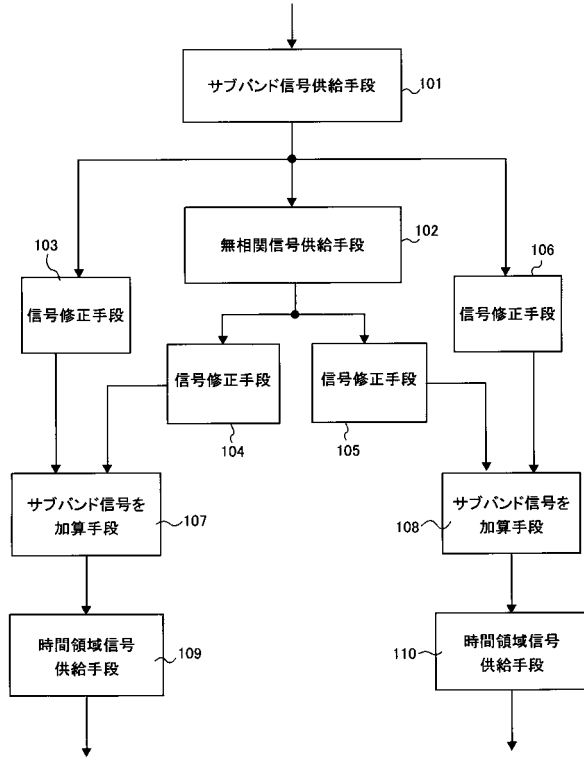 サブバンド信号供給手段
101
無相関信号供給手段
102
103
信号修正手段
106
信号修正手段
信号修正手段
104
信号修正手段
105
サブバンド信号を
加算手段
107
サブバンド信号を
加算手段
108
時間領域信号
供給手段
109
時間領域信号
供給手段
110